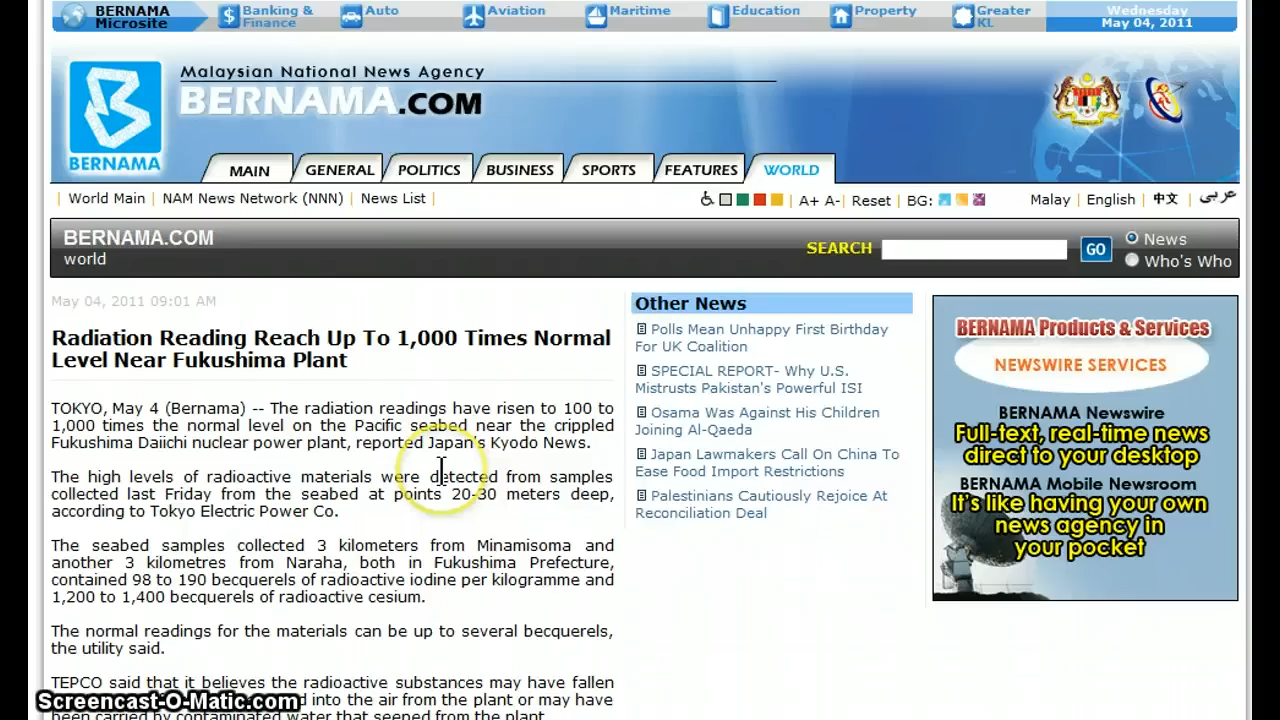 BERNAMA Microsite
Banking & Finance
Auto
Aviation
Maritime
Education
Property
Greater KL
Wednesday
May 04, 2011
BERNAMA
Malaysian National News Agency
BERNAMA.COM
MAIN
GENERAL
POLITICS
BUSINESS
SPORTS
FEATURES
WORLD
| World Main | NAM News Network (NNN) | News List |
A+ A- | Reset | BG:
Malay | English | 中文 | عربي
BERNAMA.COM
world
SEARCH
GO
News
Who's Who
May 04, 2011 09:01 AM
Radiation Reading Reach Up To 1,000 Times Normal
Level Near Fukushima Plant
TOKYO, May 4 (Bernama) -- The radiation readings have risen to 100 to
1,000 times the normal level on the Pacific seabed near the crippled
Fukushima Daiichi nuclear power plant, reported Japan's Kyodo News.
The high levels of radioactive materials were detected from samples
collected last Friday from the seabed at points 20-30 meters deep,
according to Tokyo Electric Power Co.
The seabed samples collected 3 kilometers from Minamisoma and
another 3 kilometres from Naraha, both in Fukushima Prefecture,
contained 98 to 190 becquerels of radioactive iodine per kilogramme and
1,200 to 1,400 becquerels of radioactive cesium.
The normal readings for the materials can be up to several becquerels,
the utility said.
TEPCO said that it believes the radioactive substances may have fallen
into the air from the plant or may have
been carried by contaminated water that seeped from the plant.
Other News
Polls Mean Unhappy First Birthday
For UK Coalition
SPECIAL REPORT- Why U.S.
Mistrusts Pakistan's Powerful ISI
Osama Was Against His Children
Joining Al-Qaeda
Japan Lawmakers Call On China To
Ease Food Import Restrictions
Palestinians Cautiously Rejoice At
Reconciliation Deal
BERNAMA Products & Services
NEWSWIRE SERVICES
BERNAMA Newswire
Full-text, real-time news
direct to your desktop
BERNAMA Mobile Newsroom
It's like having your own
news agency in
your pocket
Screencast-O-Matic.com